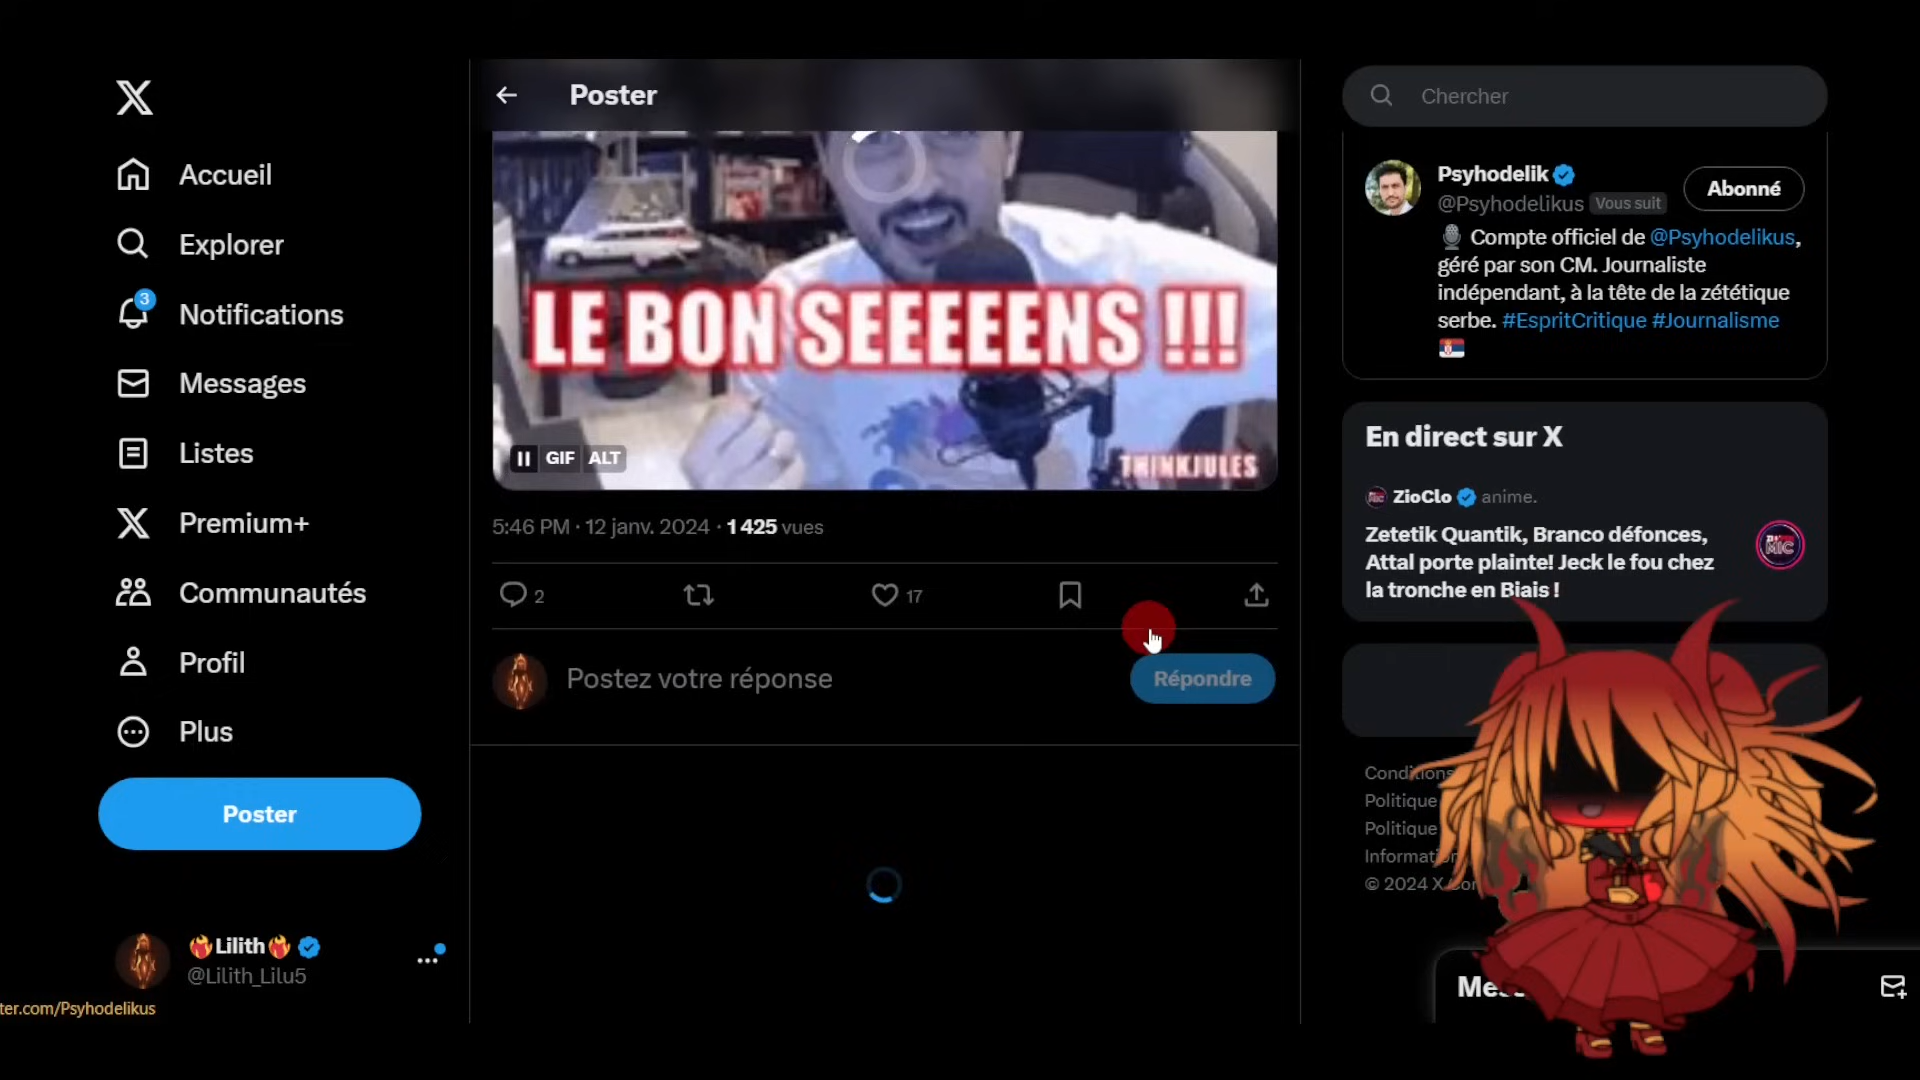 Accueil
Explorer
3
Notifications
Messages
Listes
Premium+
Communautés
Profil
Plus
Poster
🔥Lilith🔥
@Lilith_Lilu5
ter.com/Psyhodelikus
Poster
LE BON SEEEEENS !!!
GIF ALT
THINKJULES
5:46 PM · 12 janv. 2024 · 1 425 vues
2
17
Postez votre réponse
Répondre
Chercher
Psyhodelik
@Psyhodelikus Vous suit
Abonné
🎙️ Compte officiel de @Psyhodelikus,
géré par son CM. Journaliste
indépendant, à la tête de la zététique
serbe. #EspritCritique #Journalisme
🇷🇸
En direct sur X
ZioClo anime.
Zetetik Quantik, Branco défonces,
Attal porte plainte! Jeck le fou chez
la tronche en Biais !
MIC
Conditions
Politique
Politique
© 2024 X